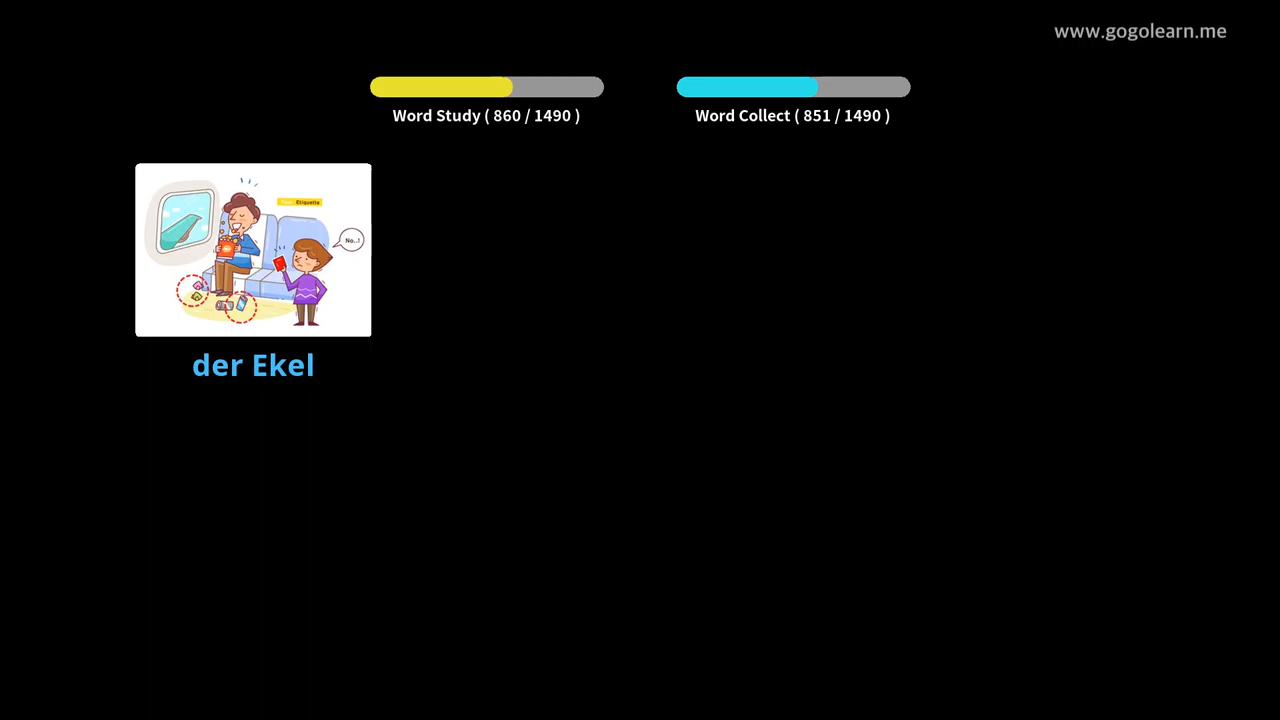 www.gogolearn.me
Word Study ( 860 / 1490 )
Word Collect ( 851 / 1490 )
Etiquette
No..!
der Ekel